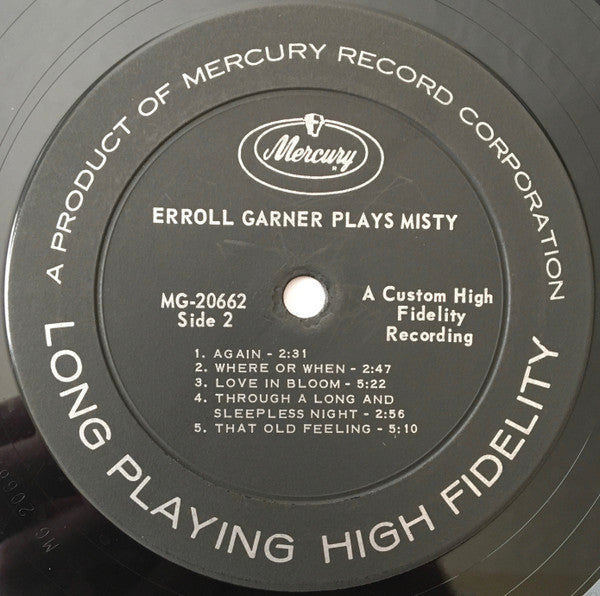 A PRODUCT OF MERCURY RECORD CORPORATION
Mercury
ERROLL GARNER PLAYS MISTY
MG-20662
Side 2
A Custom High
Fidelity
Recording
1. AGAIN - 2:31
2. WHERE OR WHEN - 2:47
3. LOVE IN BLOOM - 5:22
4. THROUGH A LONG AND
SLEEPLESS NIGHT - 2:56
5. THAT OLD FEELING - 5:10
LONG PLAYING HIGH FIDELITY